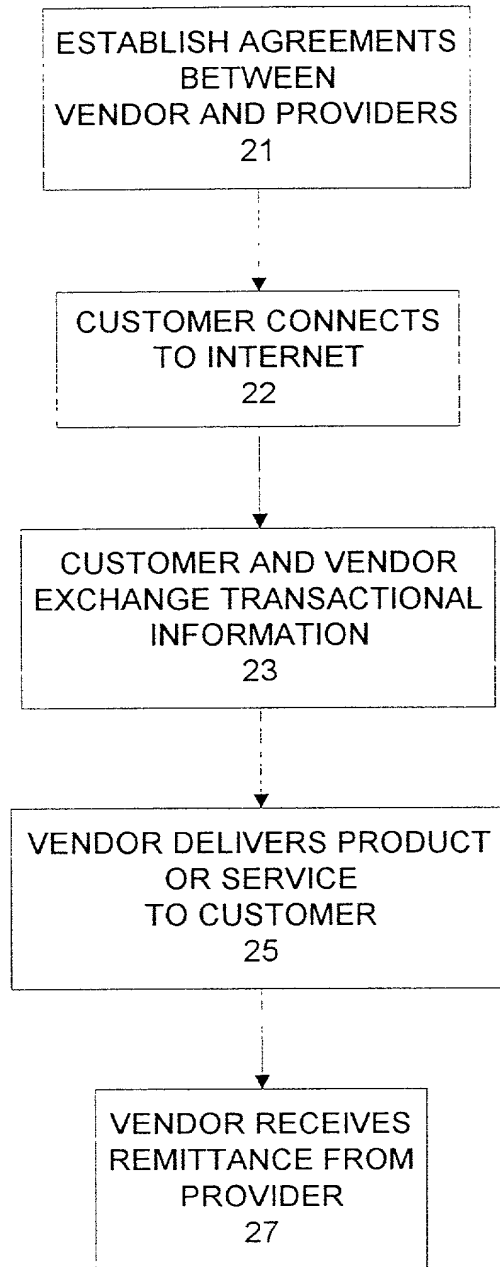 ESTABLISH AGREEMENTS
BETWEEN
VENDOR AND PROVIDERS
21
CUSTOMER CONNECTS
TO INTERNET
22
CUSTOMER AND VENDOR
EXCHANGE TRANSACTIONAL
INFORMATION
23
VENDOR DELIVERS PRODUCT
OR SERVICE
TO CUSTOMER
25
VENDOR RECEIVES
REMITTANCE FROM
PROVIDER
27